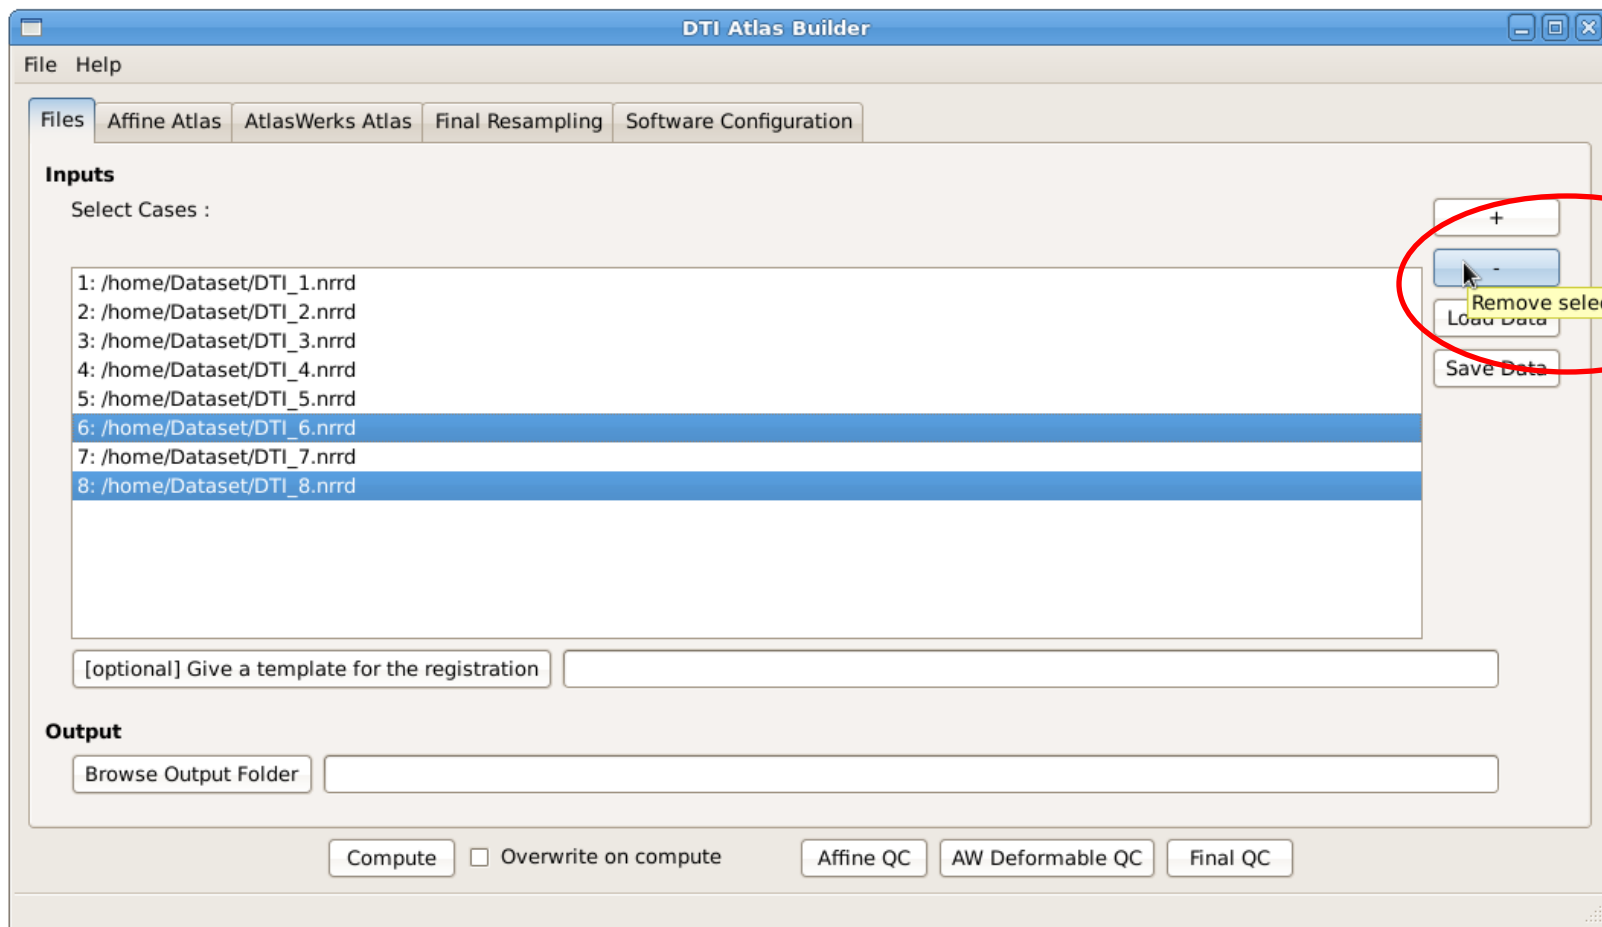 DTI Atlas Builder
File Help
Files Affine Atlas AtlasWerks Atlas Final Resampling Software Configuration
Inputs
Select Cases :
+
-
1: /home/Dataset/DTI_1.nrrd
2: /home/Dataset/DTI_2.nrrd
3: /home/Dataset/DTI_3.nrrd
4: /home/Dataset/DTI_4.nrrd
5: /home/Dataset/DTI_5.nrrd
6: /home/Dataset/DTI_6.nrrd
7: /home/Dataset/DTI_7.nrrd
8: /home/Dataset/DTI_8.nrrd
Remove selec
Load Data
Save Data
[optional] Give a template for the registration
Output
Browse Output Folder
Compute Overwrite on compute Affine QC AW Deformable QC Final QC